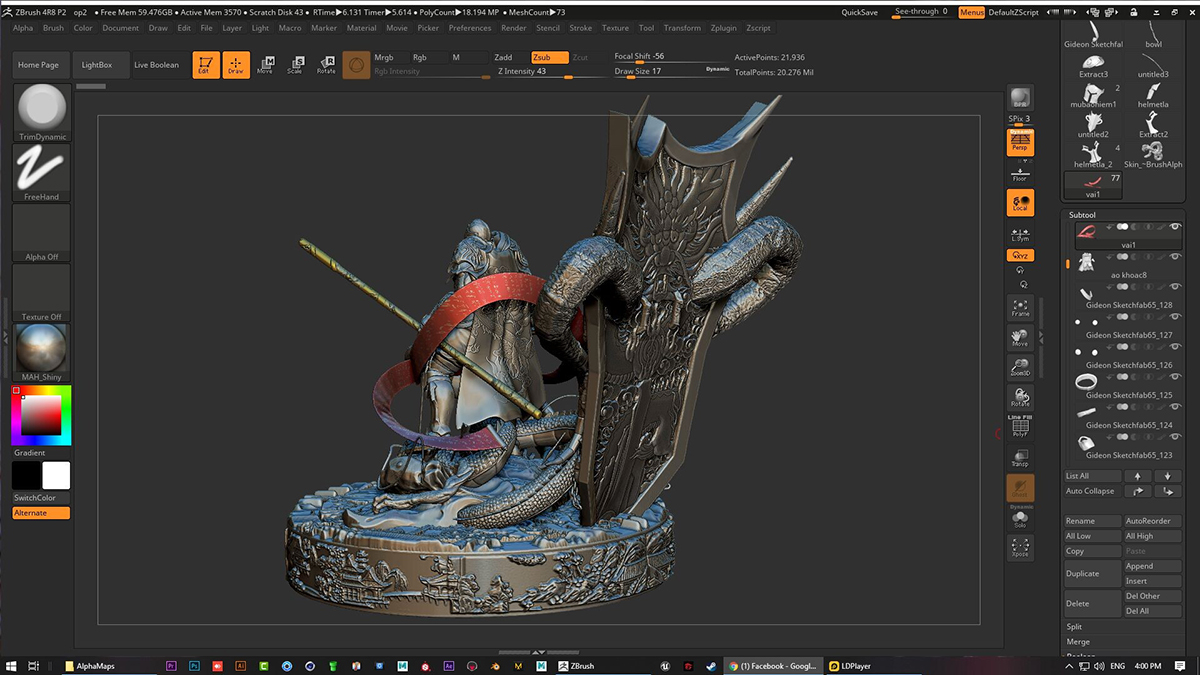 ZBrush 4R8 P2 op2 • Free Mem 59.476GB • Active Mem 3570 • Scratch Disk 43 • RTime▶6.131 Timer▶5.614 • PolyCount▶18.194 MP • MeshCount▶73 QuickSave See-through 0 Menus DefaultZScript
Alpha Brush Color Document Draw Edit File Layer Light Macro Marker Material Movie Picker Preferences Render Stencil Stroke Texture Tool Transform Zplugin Zscript
Home Page LightBox Live Boolean Edit Draw Move Scale Rotate
Mrgb Rgb M Zadd Zsub Zcut
Rgb Intensity Z Intensity 43
Focal Shift -56
Draw Size 17 Dynamic
ActivePoints: 21,936
TotalPoints: 20.276 Mil
TrimDynamic
FreeHand
Alpha Off
Texture Off
MAH_Shiny
Gradient
SwitchColor
Alternate
SPix 3
Dynamic
Persp
Floor
Local
L.Sym
Frame
Move
Zoom3D
Rotate
Line Fill
PolyF
Transp
Dynamic
Solo
Xpose
Gideon Sketchfal bowl
Extract3 untitled3
2
mubaohiem1 helmetla
untitled2 Extract2
4
helmetla_2 Skin_~BrushAlph
77
vai1
Subtool
vai1
ao khoac8
Gideon Sketchfab65_128
Gideon Sketchfab65_127
Gideon Sketchfab65_126
Gideon Sketchfab65_125
Gideon Sketchfab65_124
Gideon Sketchfab65_123
List All
Auto Collapse
Rename AutoReorder
All Low All High
Copy Paste
Duplicate Append
Insert
Delete Del Other
Del All
Split
Merge
AlphaMaps ZBrush (1) Facebook - Googl... LDPlayer ENG 4:00 PM